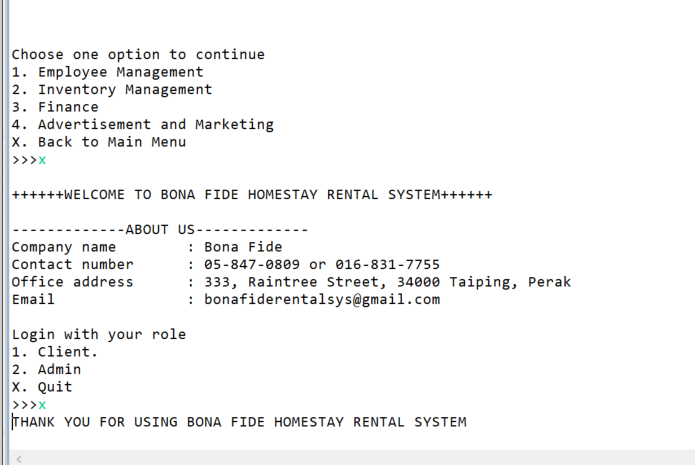 Choose one option to continue
1. Employee Management
2. Inventory Management
3. Finance
4. Advertisement and Marketing
X. Back to Main Menu
>>>x
++++++WELCOME TO BONA FIDE HOMESTAY RENTAL SYSTEM++++++
-------------ABOUT US-------------
Company name        : Bona Fide
Contact number      : 05-847-0809 or 016-831-7755
Office address      : 333, Raintree Street, 34000 Taiping, Perak
Email               : bonafiderentalsys@gmail.com
Login with your role
1. Client.
2. Admin
X. Quit
>>>x
THANK YOU FOR USING BONA FIDE HOMESTAY RENTAL SYSTEM